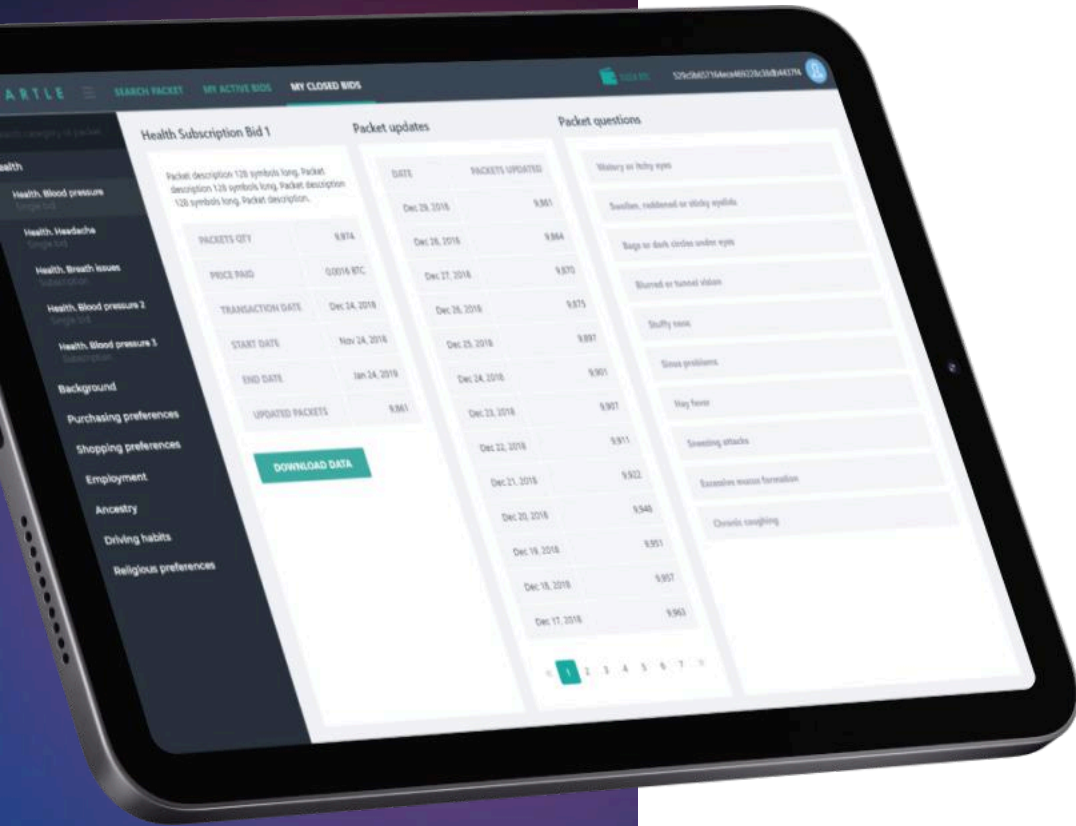 ARTLE
SEARCH PACKET
MY ACTIVE BIDS
MY CLOSED BIDS
Health
Health. Blood pressure
Single bid
Health. Headache
Single bid
Health. Breath issues
Subscription
Health. Blood pressure 2
Single bid
Health. Blood pressure 3
Subscription
Background
Purchasing preferences
Shopping preferences
Employment
Ancestry
Driving habits
Religious preferences
Health Subscription Bid 1
Packet description 128 symbols long. Packet
description 128 symbols long. Packet description
128 symbols long. Packet description.
PACKETS QTY 9,974
PRICE PAID 0.0016 BTC
TRANSACTION DATE Dec 24, 2018
START DATE Nov 24, 2018
END DATE Jan 24, 2019
UPDATED PACKETS 9,861
DOWNLOAD DATA
Packet updates
DATE PACKETS UPDATED
Dec 29, 2018 9,861
Dec 28, 2018 9,864
Dec 27, 2018 9,870
Dec 26, 2018 9,875
Dec 25, 2018 9,897
Dec 24, 2018 9,901
Dec 23, 2018 9,907
Dec 22, 2018 9,911
Dec 21, 2018 9,922
Dec 20, 2018 9,948
Dec 19, 2018 9,951
Dec 18, 2018 9,957
Dec 17, 2018 9,963
« 1 2 3 4 5 6 7 »
Packet questions
Watery or itchy eyes
Swollen, reddened or sticky eyelids
Bags or dark circles under eyes
Blurred or tunnel vision
Stuffy nose
Sinus problems
Hay fever
Sneezing attacks
Excessive mucus formation
Chronic coughing